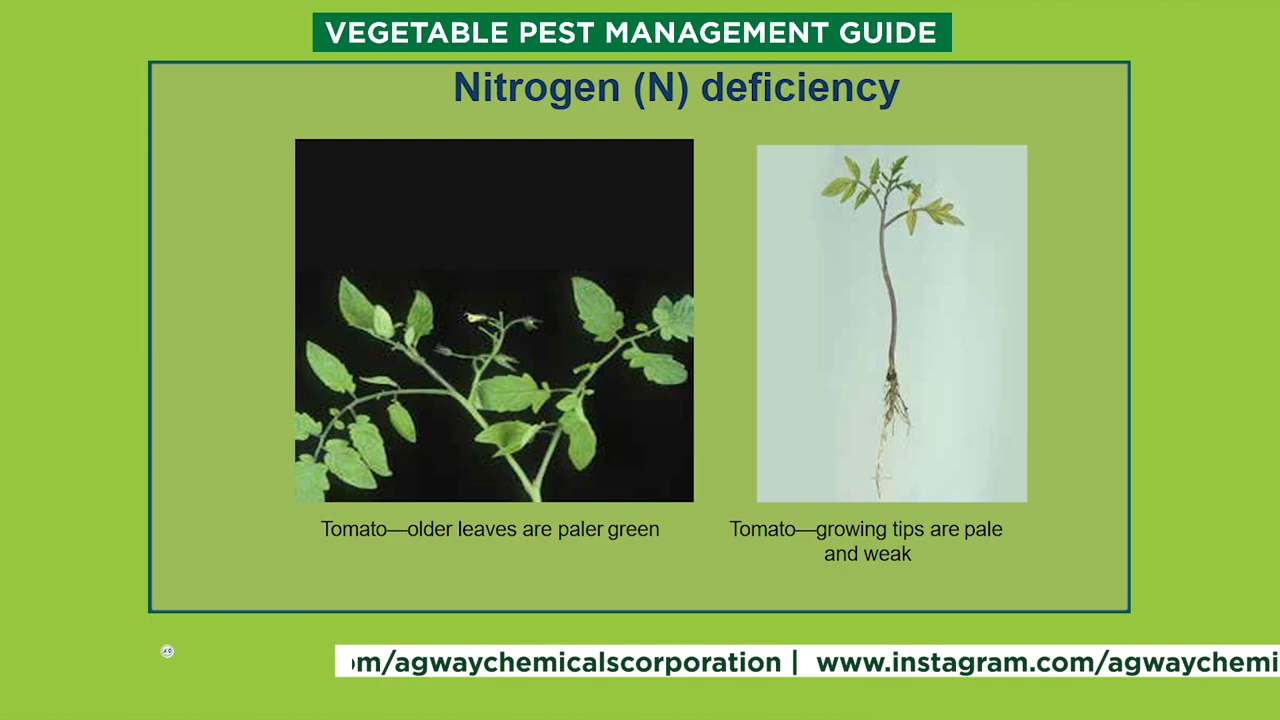 VEGETABLE PEST MANAGEMENT GUIDE
Nitrogen (N) deficiency
Tomato—older leaves are paler green
Tomato—growing tips are pale
and weak
om/agwaychemicalscorporation | www.instagram.com/agwaychemi